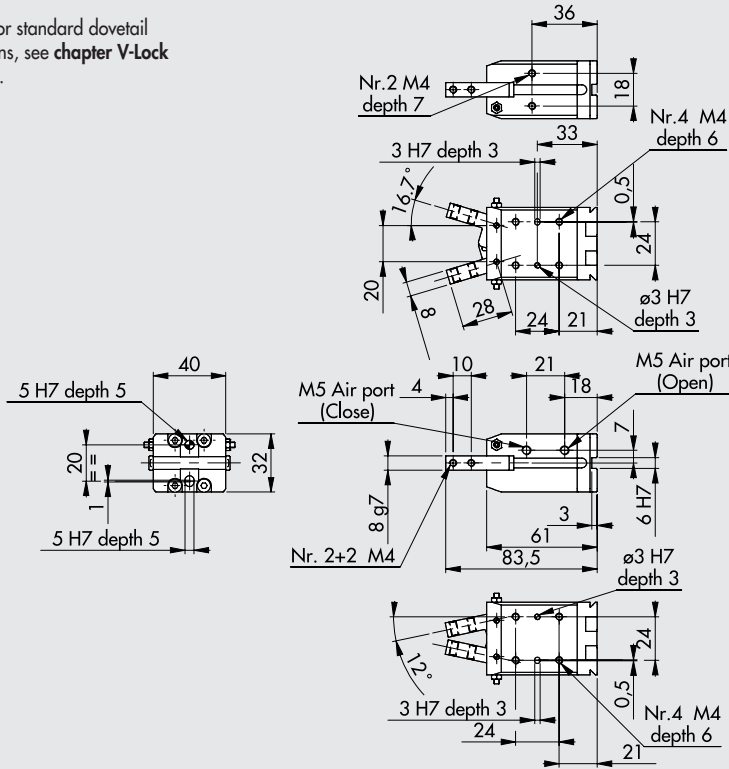 or standard dovetail
ns, see chapter V-Lock
.
36
Nr.2 M4
depth 7
18
Nr.4 M4
depth 6
33
3 H7 depth 3
16.7°
0,5
24
20
8
28
24
21
ø3 H7
depth 3
40
5 H7 depth 5
20
=
=
32
1
5 H7 depth 5
10
4
21
M5 Air port
(Close)
18
M5 Air port
(Open)
7
8 g7
6 H7
3
61
83,5
Nr. 2+2 M4
ø3 H7
depth 3
24
12°
0,5
3 H7 depth 3
24
Nr.4 M4
depth 6
21